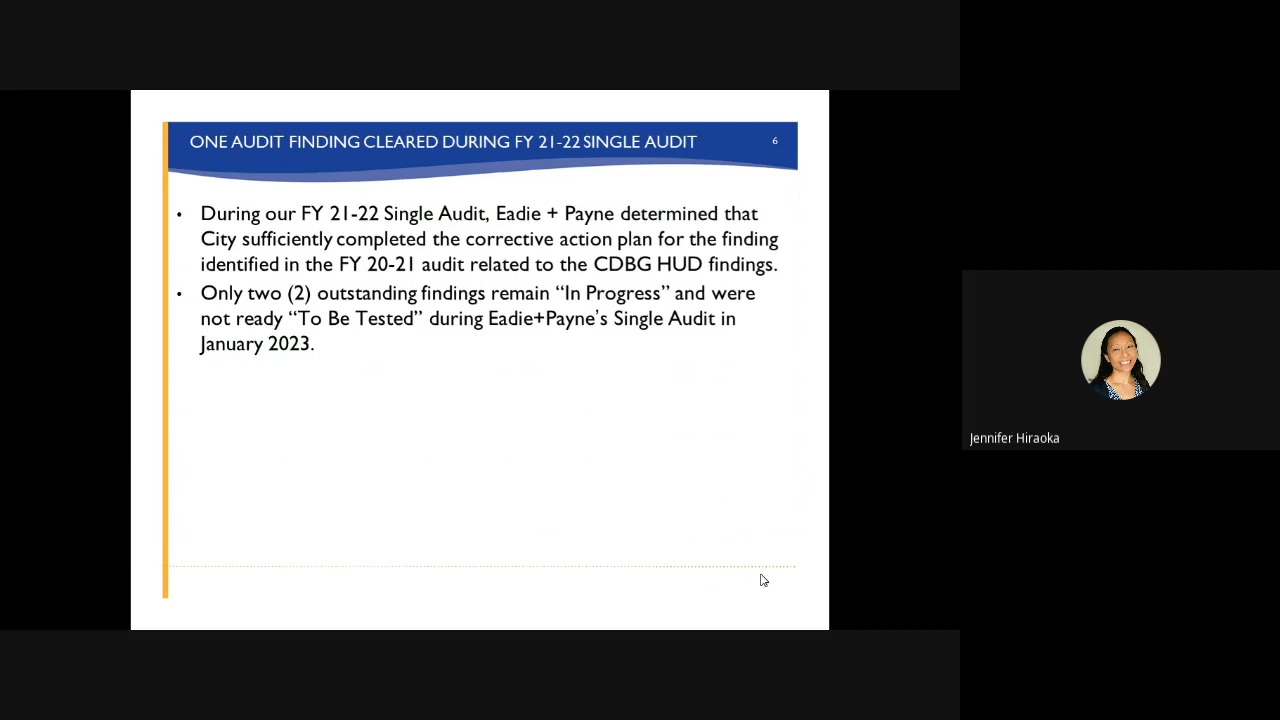 ONE AUDIT FINDING CLEARED DURING FY 21-22 SINGLE AUDIT
6
• During our FY 21-22 Single Audit, Eadie + Payne determined that
City sufficiently completed the corrective action plan for the finding
identified in the FY 20-21 audit related to the CDBG HUD findings.
• Only two (2) outstanding findings remain “In Progress” and were
not ready “To Be Tested” during Eadie+Payne’s Single Audit in
January 2023.
Jennifer Hiraoka